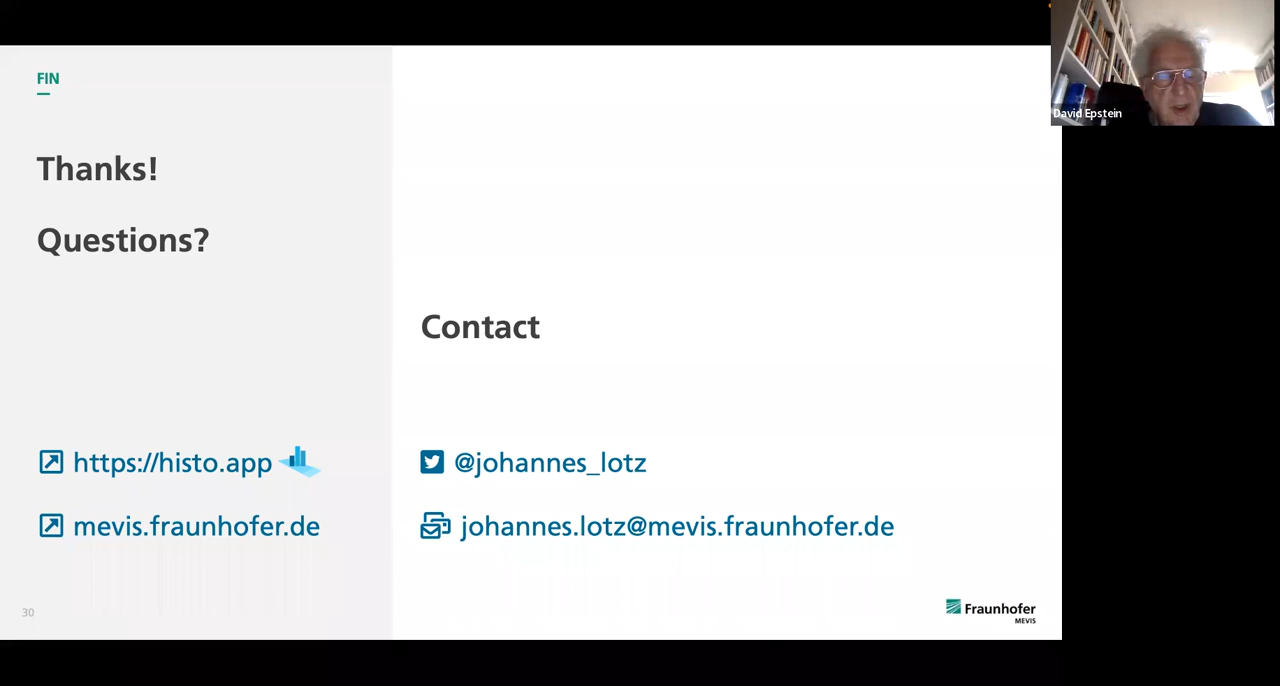 FIN
Thanks!
Questions?
Contact
https://histo.app
@johannes_lotz
mevis.fraunhofer.de
johannes.lotz@mevis.fraunhofer.de
30
Fraunhofer
MEVIS
David Epstein